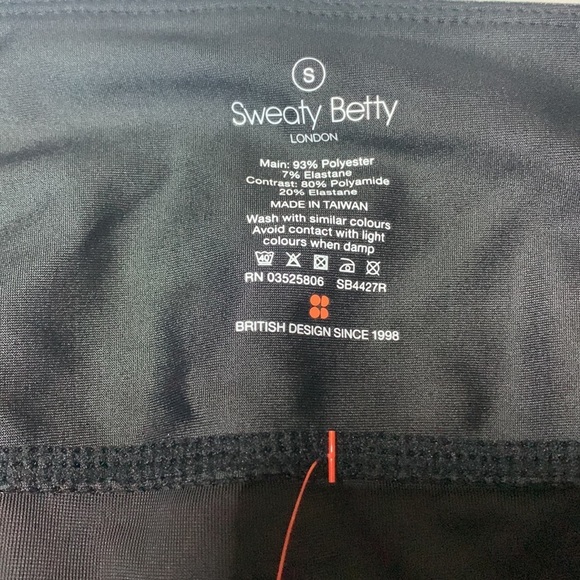 S
Sweaty Betty
LONDON
Main: 93% Polyester
7% Elastane
Contrast: 80% Polyamide
20% Elastane
MADE IN TAIWAN
Wash with similar colours
Avoid contact with light
colours when damp
40
RN 03525806 SB4427R
BRITISH DESIGN SINCE 1998